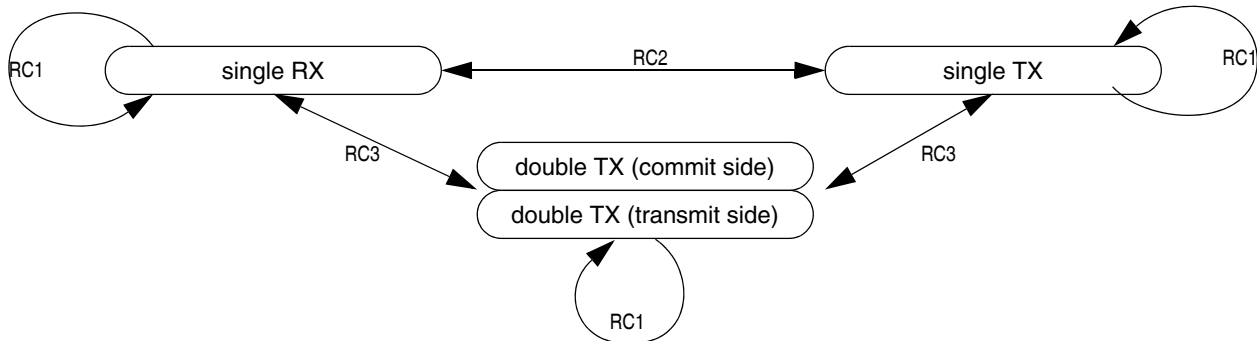 RC1
single RX
RC2
single TX
RC1
RC3
RC3
double TX (commit side)
double TX (transmit side)
RC1